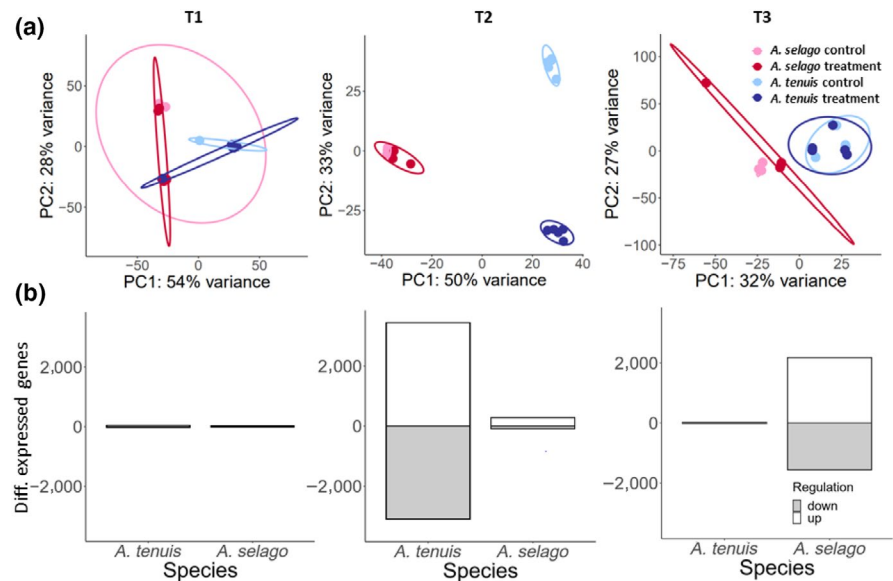 (a)
T1
T2
T3
PC2: 28% variance
50
0
−50
−50
0
50
PC1: 54% variance
PC2: 33% variance
25
0
−25
−40
−20
0
20
40
PC1: 50% variance
PC2: 27% variance
100
50
0
−50
−100
−75
−50
−25
0
25
PC1: 32% variance
A. selago control
A. selago treatment
A. tenuis control
A. tenuis treatment
(b)
Diff. expressed genes
2,000
0
−2,000
A. tenuis
A. selago
Species
2,000
0
−2,000
A. tenuis
A. selago
Species
2,000
0
−2,000
Regulation
down
up
A. tenuis
A. selago
Species